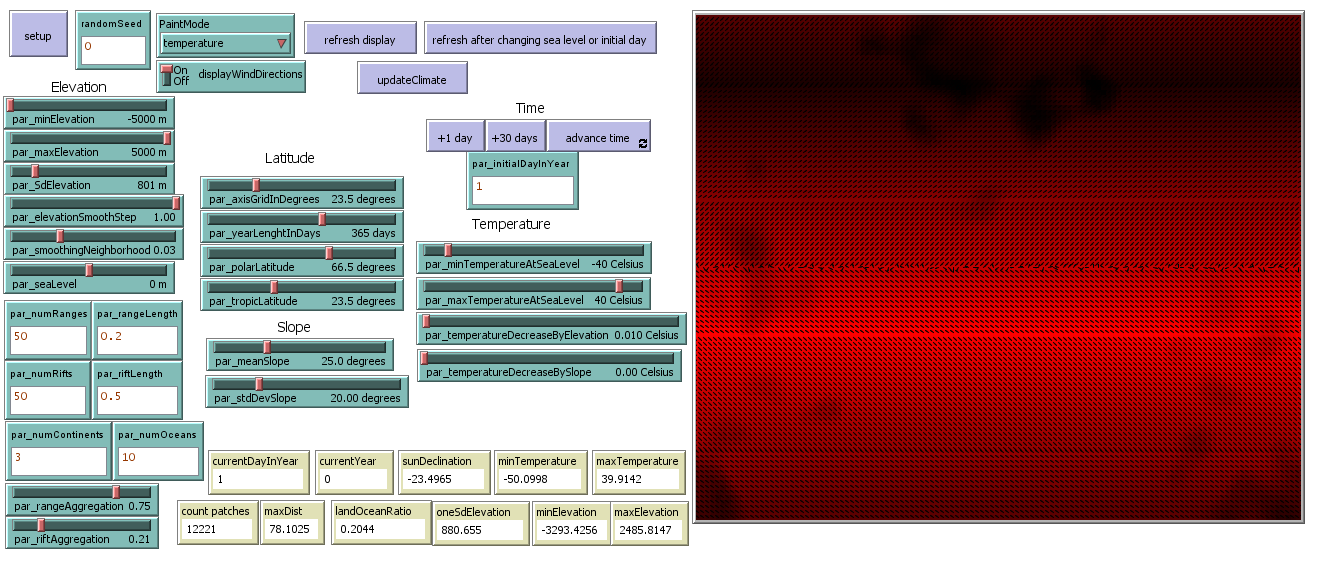 setup
randomSeed
0
PaintMode
temperature
refresh display
refresh after changing sea level or initial day
On
Off
displayWindDirections
updateClimate
Elevation
par_minElevation -5000 m
par_maxElevation 5000 m
par_SdElevation 801 m
par_elevationSmoothStep 1.00
par_smoothingNeighborhood 0.03
par_seaLevel 0 m
par_numRanges
50
par_rangeLength
0.2
par_numRifts
50
par_riftLength
0.5
par_numContinents
3
par_numOceans
10
par_rangeAggregation 0.75
par_riftAggregation 0.21
Latitude
par_axisGridInDegrees 23.5 degrees
par_yearLenghtInDays 365 days
par_polarLatitude 66.5 degrees
par_tropicLatitude 23.5 degrees
Slope
par_meanSlope 25.0 degrees
par_stdDevSlope 20.00 degrees
Time
+1 day
+30 days
advance time
par_initialDayInYear
1
Temperature
par_minTemperatureAtSeaLevel -40 Celsius
par_maxTemperatureAtSeaLevel 40 Celsius
par_temperatureDecreaseByElevation 0.010 Celsius
par_temperatureDecreaseBySlope 0.00 Celsius
currentDayInYear
1
currentYear
0
sunDeclination
-23.4965
minTemperature
-50.0998
maxTemperature
39.9142
count patches
12221
maxDist
78.1025
landOceanRatio
0.2044
oneSdElevation
880.655
minElevation
-3293.4256
maxElevation
2485.8147